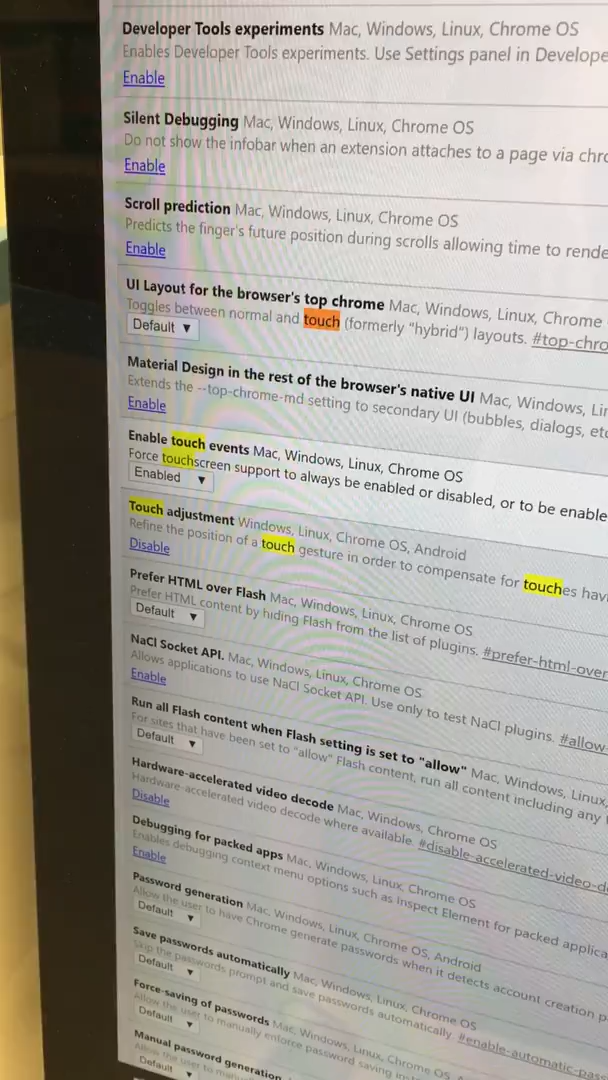 Developer Tools experiments Mac, Windows, Linux, Chrome OS
Enables Developer Tools experiments. Use Settings panel in Develope
Enable
Silent Debugging Mac, Windows, Linux, Chrome OS
Do not show the infobar when an extension attaches to a page via chro
Enable
Scroll prediction Mac, Windows, Linux, Chrome OS
Predicts the finger's future position during scrolls allowing time to rende
Enable
UI Layout for the browser's top chrome Mac, Windows, Linux, Chrome
Toggles between normal and touch (formerly "hybrid") layouts. #top-chro
Default ▼
Material Design in the rest of the browser's native UI Mac, Windows, Lin
Extends the --top-chrome-md setting to secondary UI (bubbles, dialogs, etc
Enable
Enable touch events Mac, Windows, Linux, Chrome OS
Force touchscreen support to always be enabled or disabled, or to be enable
Enabled ▼
Touch adjustment Windows, Linux, Chrome OS, Android
Refine the position of a touch gesture in order to compensate for touches havi
Disable
Prefer HTML over Flash Mac, Windows, Linux, Chrome OS
Prefer HTML content by hiding Flash from the list of plugins. #prefer-html-over
Default ▼
NaCl Socket API. Mac, Windows, Linux, Chrome OS
Allows applications to use NaCl Socket API. Use only to test NaCl plugins. #allow-
Enable
Run all Flash content when Flash setting is set to "allow" Mac, Windows, Linux,
For sites that have been set to "allow" Flash content, run all content including any
Default ▼
Hardware-accelerated video decode Mac, Windows, Chrome OS
Hardware-accelerated video decode where available. #disable-accelerated-video-d
Disable
Debugging for packed apps Mac, Windows, Linux, Chrome OS
Enables debugging context menu options such as Inspect Element for packed applica
Enable
Password generation Mac, Windows, Linux, Chrome OS, Android
Allow the user to have Chrome generate passwords when it detects account creation p
Default ▼
Save passwords automatically Mac, Windows, Linux, Chrome OS
Skip the passwords prompt and save passwords automatically. #enable-automatic-pass
Default ▼
Force-saving of passwords Mac, Windows, Linux, Chrome OS, A
Allow the user to manually enforce password saving inst
Default ▼
Manual password generation
Allow the user to manu
Default ▼